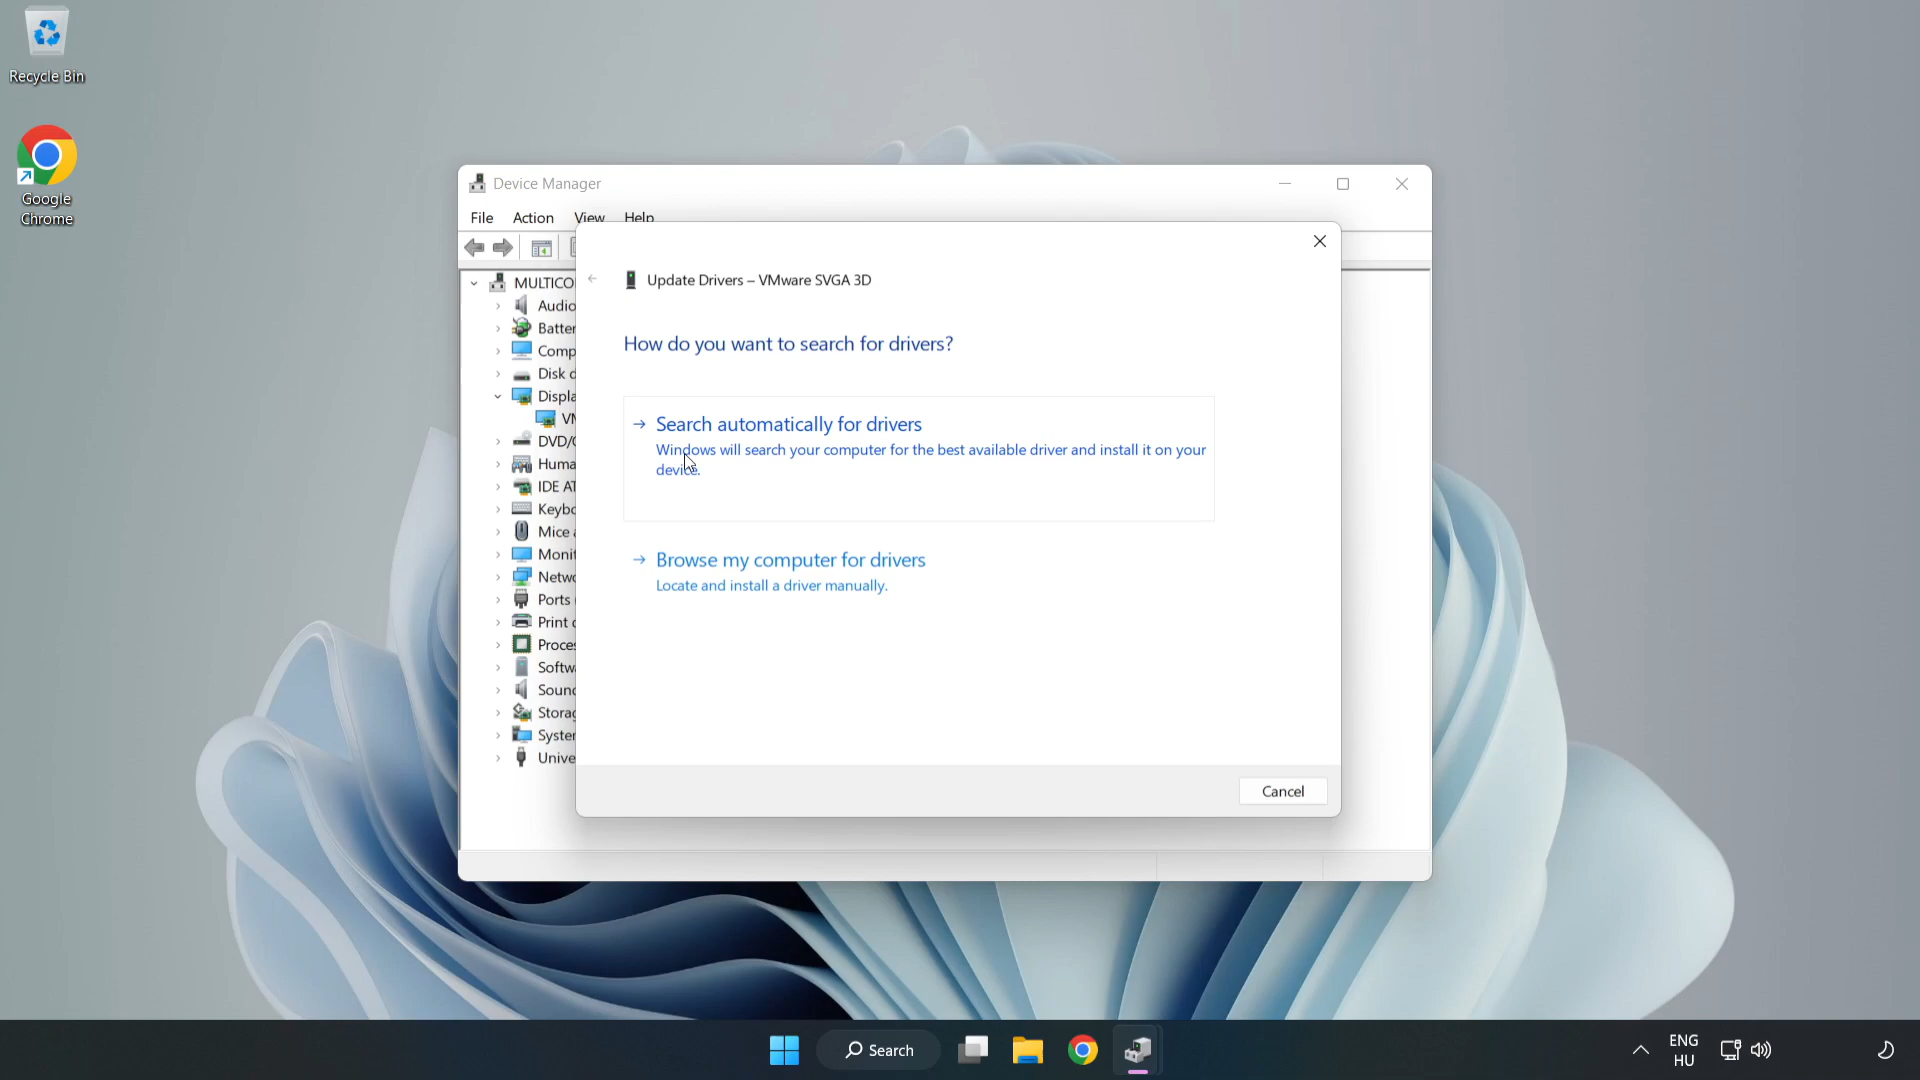 Recycle Bin
Google
Chrome
Device Manager
File Action View Help
MULTICO
Audio
Batter
Comp
Disk d
Displa
VM
DVD/C
Huma
IDE AT
Keybo
Mice a
Monit
Netwo
Ports (
Print q
Proces
Softwa
Sound
Storag
System
Unive
Update Drivers – VMware SVGA 3D
How do you want to search for drivers?
Search automatically for drivers
Windows will search your computer for the best available driver and install it on your
device.
Browse my computer for drivers
Locate and install a driver manually.
Cancel
Search
ENG
HU